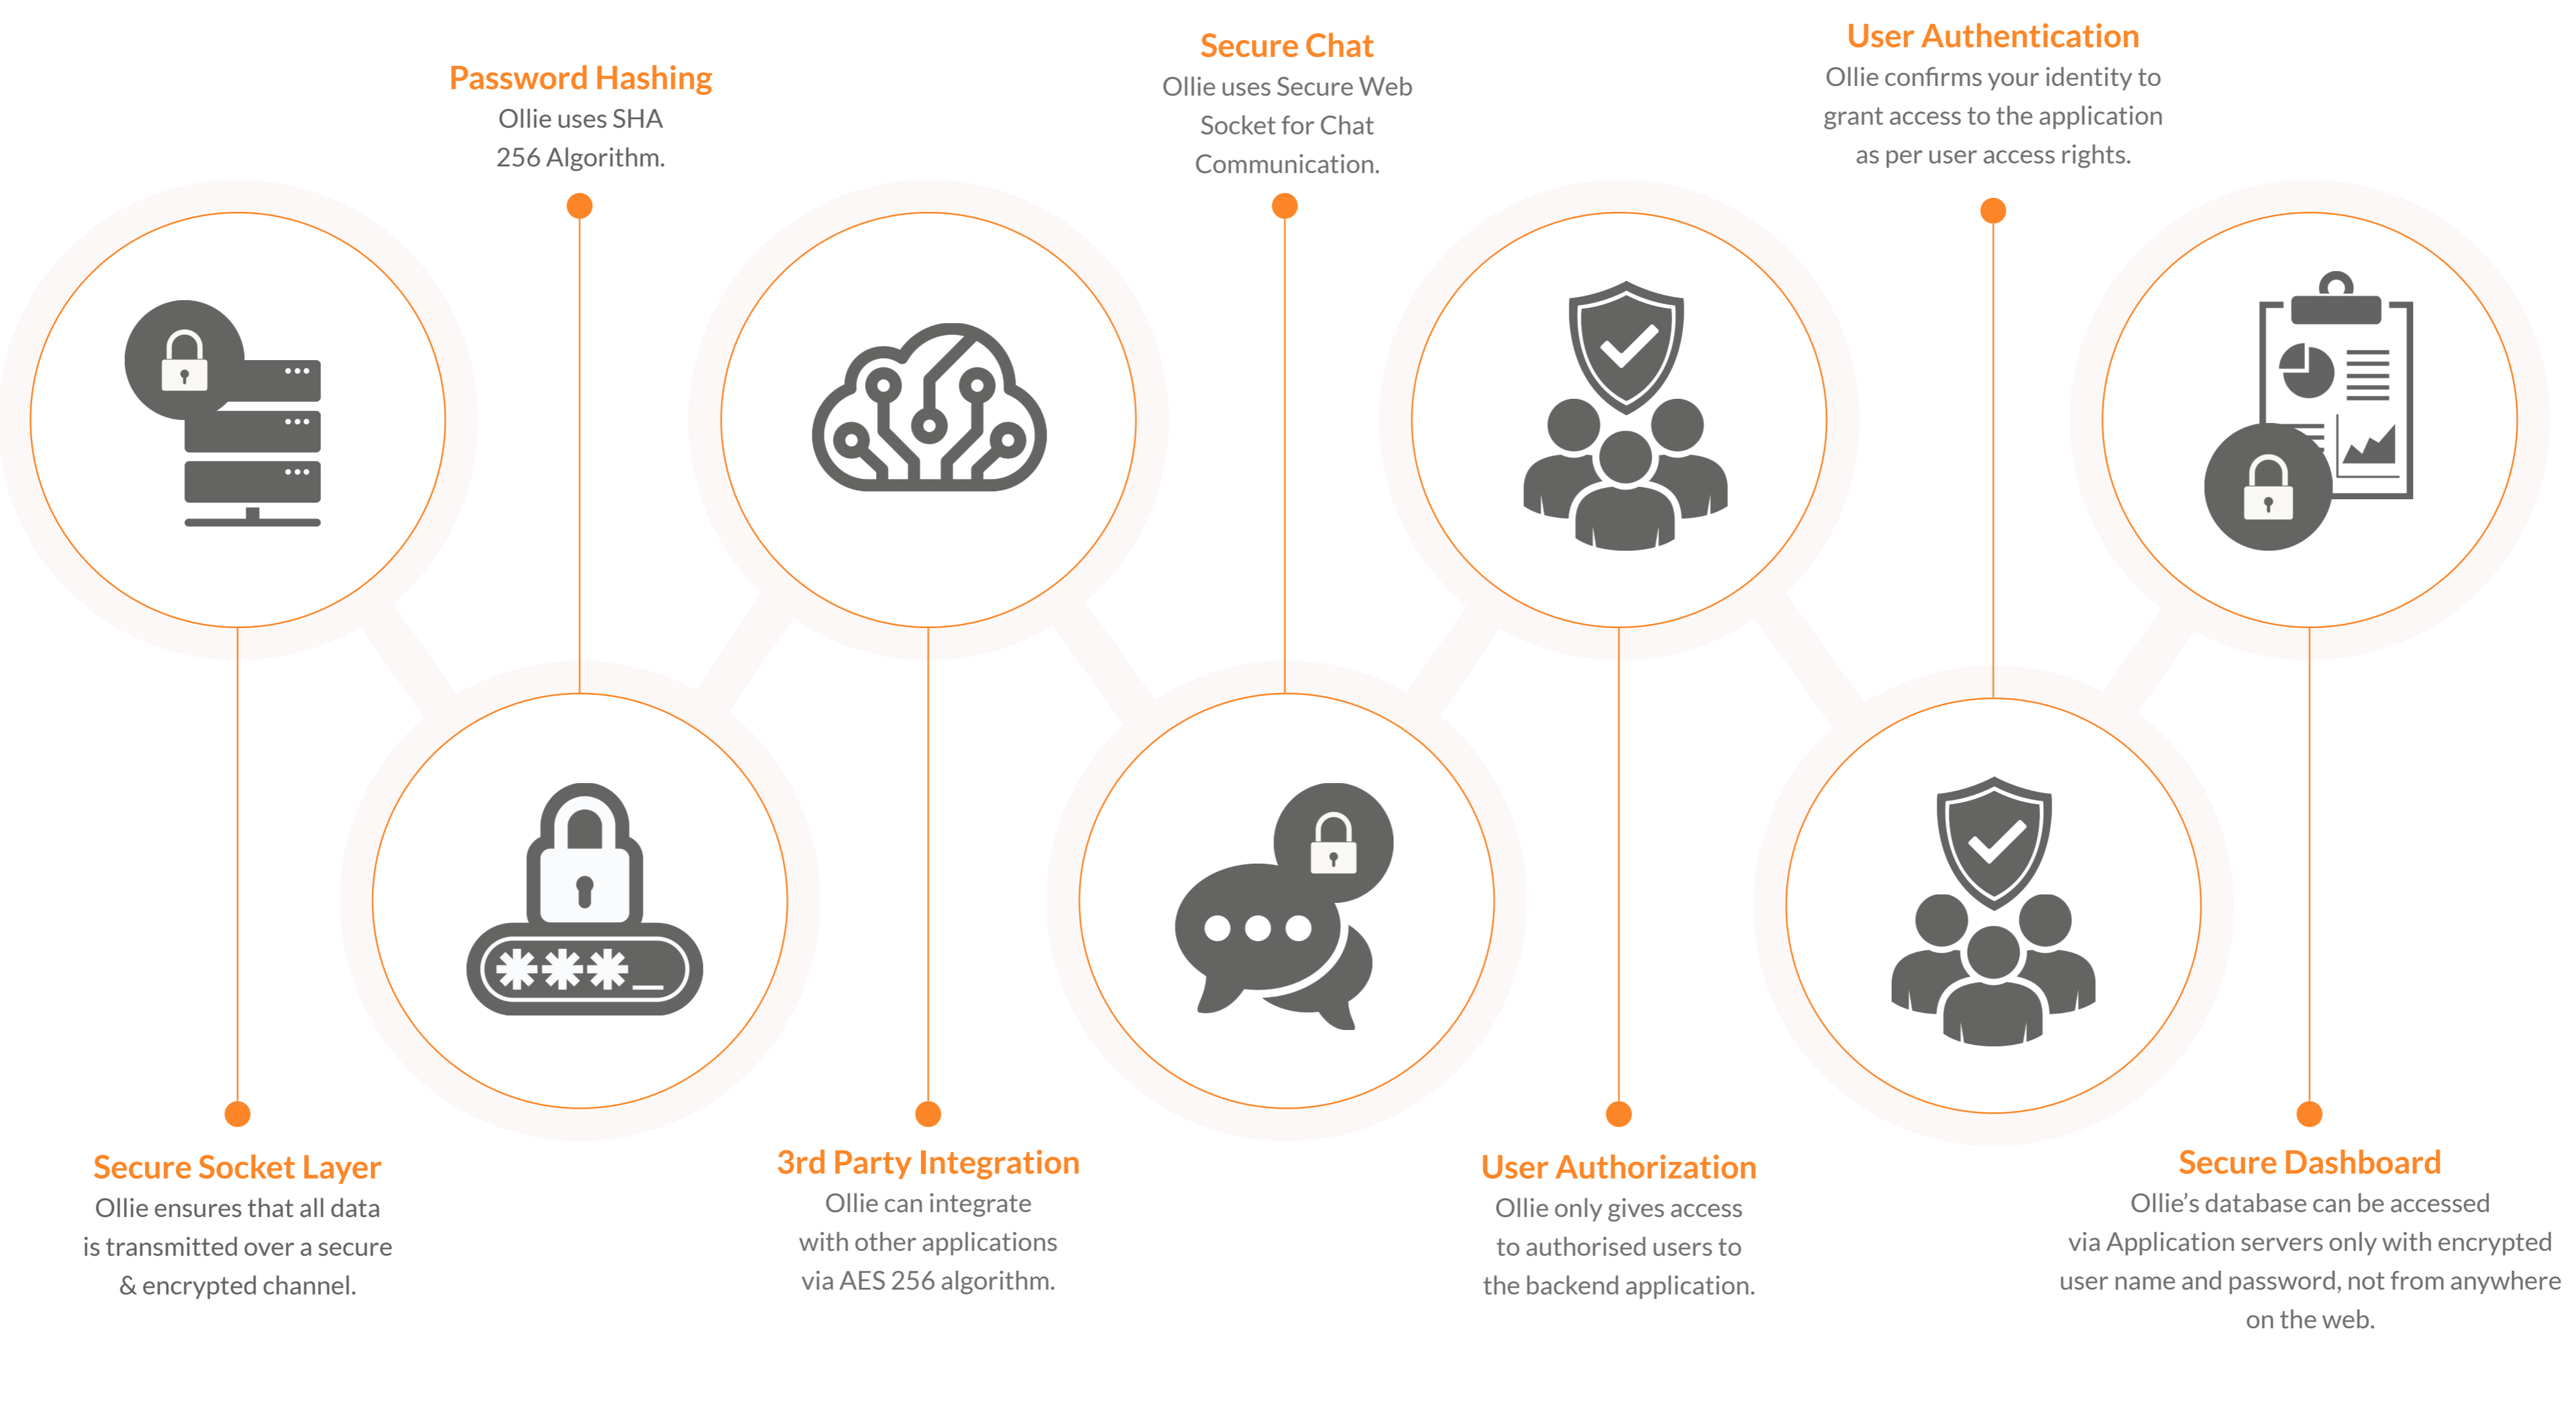 Password Hashing
Ollie uses SHA
256 Algorithm.
Secure Chat
Ollie uses Secure Web
Socket for Chat
Communication.
User Authentication
Ollie confirms your identity to
grant access to the application
as per user access rights.
Secure Socket Layer
Ollie ensures that all data
is transmitted over a secure
& encrypted channel.
3rd Party Integration
Ollie can integrate
with other applications
via AES 256 algorithm.
User Authorization
Ollie only gives access
to authorised users to
the backend application.
Secure Dashboard
Ollie’s database can be accessed
via Application servers only with encrypted
user name and password, not from anywhere
on the web.